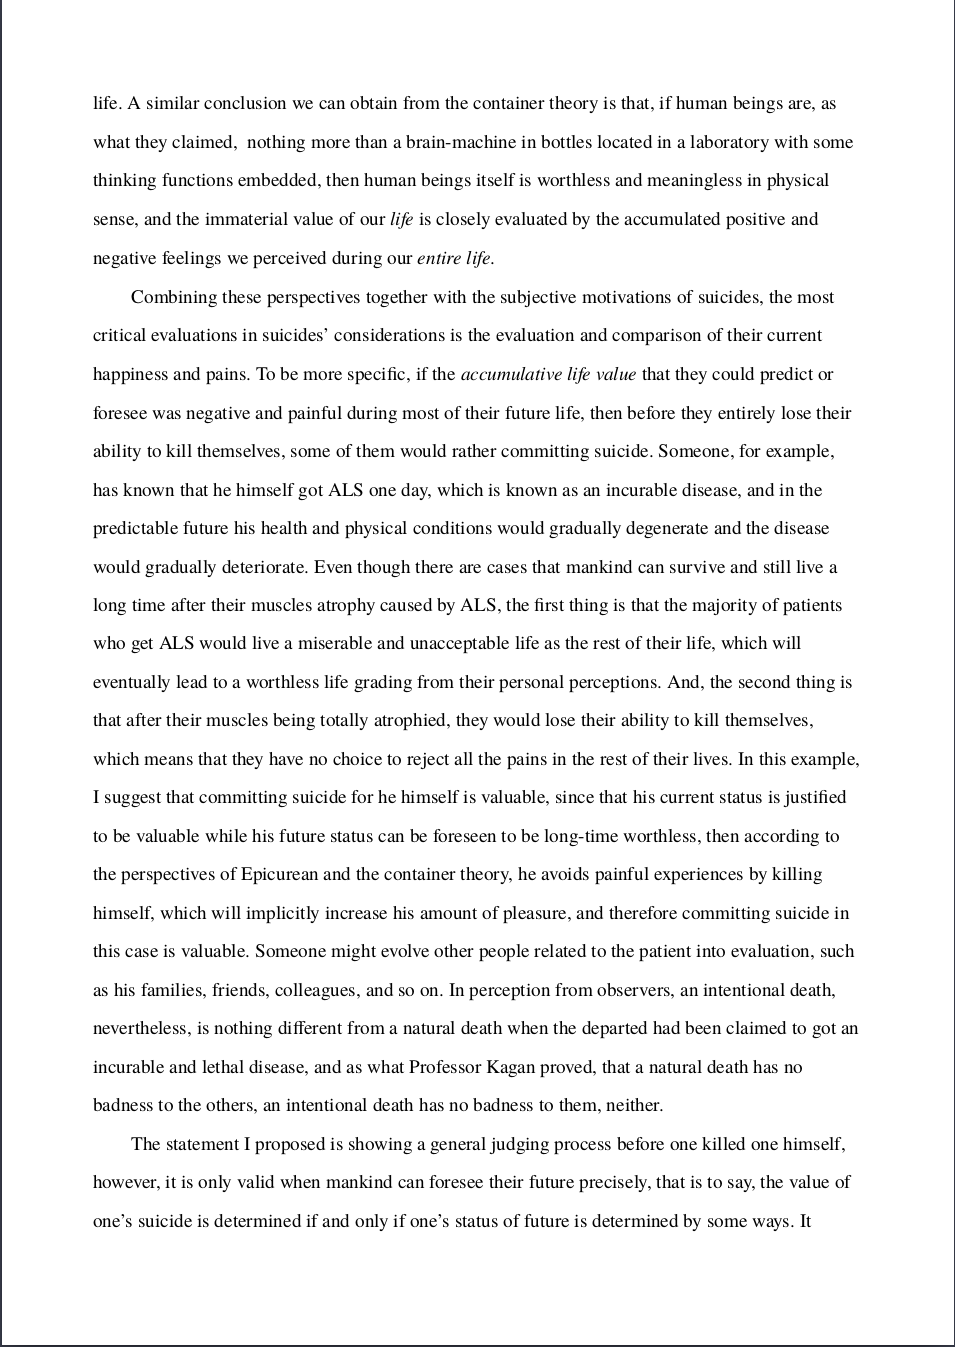 life. A similar conclusion we can obtain from the container theory is that, if human beings are, as
what they claimed,  nothing more than a brain-machine in bottles located in a laboratory with some
thinking functions embedded, then human beings itself is worthless and meaningless in physical
sense, and the immaterial value of our life is closely evaluated by the accumulated positive and
negative feelings we perceived during our entire life.
Combining these perspectives together with the subjective motivations of suicides, the most
critical evaluations in suicides’ considerations is the evaluation and comparison of their current
happiness and pains. To be more specific, if the accumulative life value that they could predict or
foresee was negative and painful during most of their future life, then before they entirely lose their
ability to kill themselves, some of them would rather committing suicide. Someone, for example,
has known that he himself got ALS one day, which is known as an incurable disease, and in the
predictable future his health and physical conditions would gradually degenerate and the disease
would gradually deteriorate. Even though there are cases that mankind can survive and still live a
long time after their muscles atrophy caused by ALS, the first thing is that the majority of patients
who get ALS would live a miserable and unacceptable life as the rest of their life, which will
eventually lead to a worthless life grading from their personal perceptions. And, the second thing is
that after their muscles being totally atrophied, they would lose their ability to kill themselves,
which means that they have no choice to reject all the pains in the rest of their lives. In this example,
I suggest that committing suicide for he himself is valuable, since that his current status is justified
to be valuable while his future status can be foreseen to be long-time worthless, then according to
the perspectives of Epicurean and the container theory, he avoids painful experiences by killing
himself, which will implicitly increase his amount of pleasure, and therefore committing suicide in
this case is valuable. Someone might evolve other people related to the patient into evaluation, such
as his families, friends, colleagues, and so on. In perception from observers, an intentional death,
nevertheless, is nothing different from a natural death when the departed had been claimed to got an
incurable and lethal disease, and as what Professor Kagan proved, that a natural death has no
badness to the others, an intentional death has no badness to them, neither.
The statement I proposed is showing a general judging process before one killed one himself,
however, it is only valid when mankind can foresee their future precisely, that is to say, the value of
one’s suicide is determined if and only if one’s status of future is determined by some ways. It